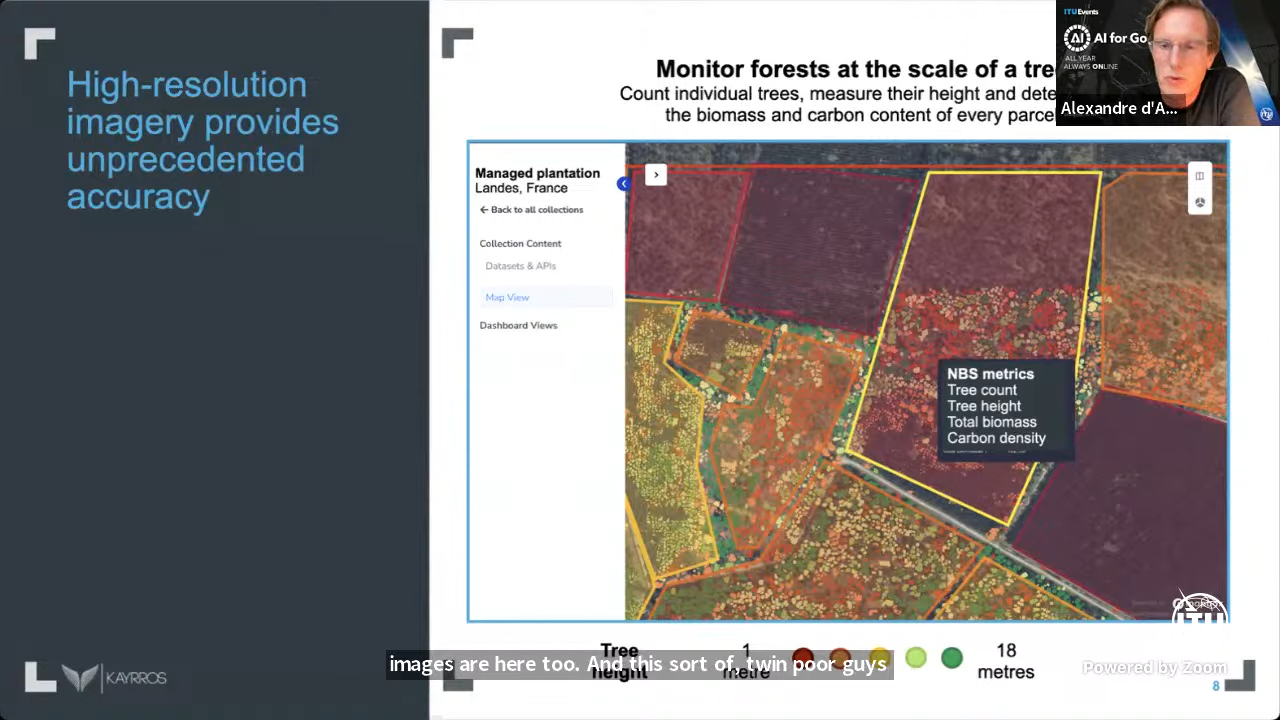 High-resolution
imagery provides
unprecedented
accuracy
KAYRROS
Monitor forests at the scale of a tre
Count individual trees, measure their height and dete
the biomass and carbon content of every parce
ITUEvents
AI
AI for Go
ALL YEAR
ALWAYS ONLINE
Alexandre d'A...
Managed plantation
Landes, France
← Back to all collections
Collection Content
Datasets & APIs
Map View
Dashboard Views
NBS metrics
Tree count
Tree height
Total biomass
Carbon density
ITU
Tree
height
1
metre
18
metres
images are here too. And this sort of, twin poor guys
Powered by Zoom
8